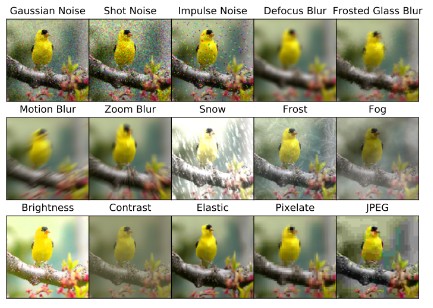 Gaussian Noise Shot Noise Impulse Noise Defocus Blur Frosted Glass Blur
Motion Blur Zoom Blur Snow Frost Fog
Brightness Contrast Elastic Pixelate JPEG